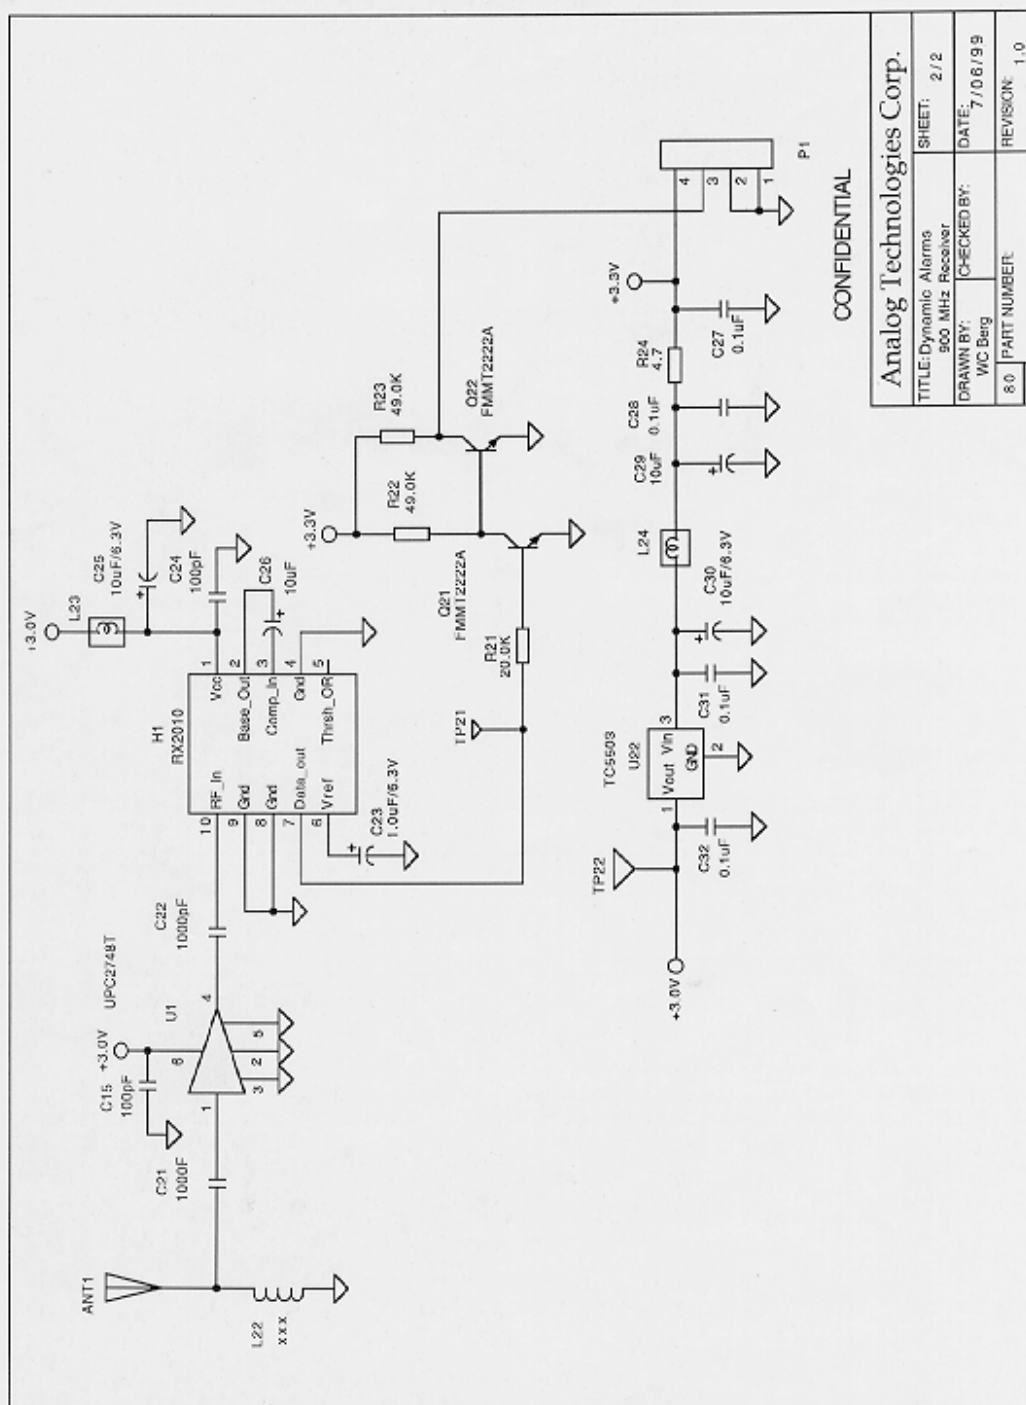 ANT1
L22
xxx
C21
1000F
C15
100pF
+3.0V
UPC2748T
U1
1
6
3
2
5
4
C22
1000pF
H1
RX2010
10
RF_In
9
Gnd
8
Gnd
7
Data_out
6
Vref
Vcc
1
Base_Out
2
Comp_In
3
Gnd
4
Thrsh_OR
5
C23
1.0uF/6.3V
+
+3.0V
L23
C25
10uF/6.3V
+
C24
100pF
C26
10uF
+
TP21
R21
20.0K
Q21
FMMT2222A
+3.3V
R22
49.0K
R23
49.0K
Q22
FMMT2222A
+3.0V
TP22
C32
0.1uF
TC5503
U22
1
Vout
Vin
3
GND
2
C31
0.1uF
+
C30
10uF/6.3V
L24
C29
10uF
+
C28
0.1uF
R24
4.7
C27
0.1uF
+3.3V
4
3
2
1
P1
CONFIDENTIAL
Analog Technologies Corp.
TITLE: Dynamic Alarms
900 MHz Receiver
SHEET:
2/2
DRAWN BY:
WC Berg
CHECKED BY:
DATE:
7/06/99
80
PART NUMBER:
REVISION:
1.0